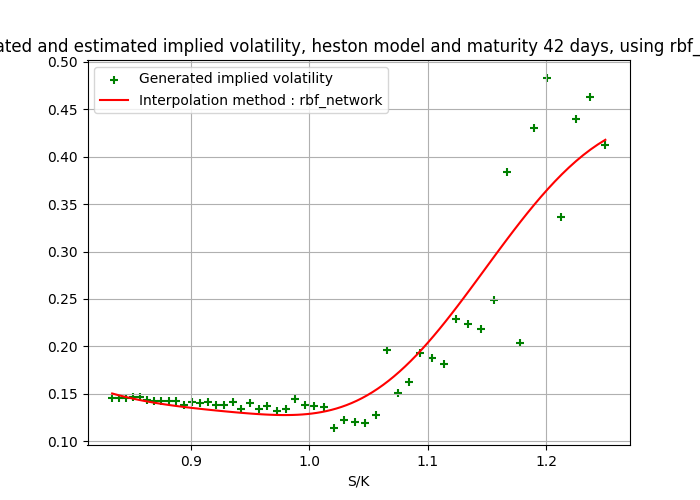 ated and estimated implied volatility, heston model and maturity 42 days, using rbf_
Generated implied volatility
Interpolation method : rbf_network
0.50
0.45
0.40
0.35
0.30
0.25
0.20
0.15
0.10
0.9 1.0 1.1 1.2
S/K